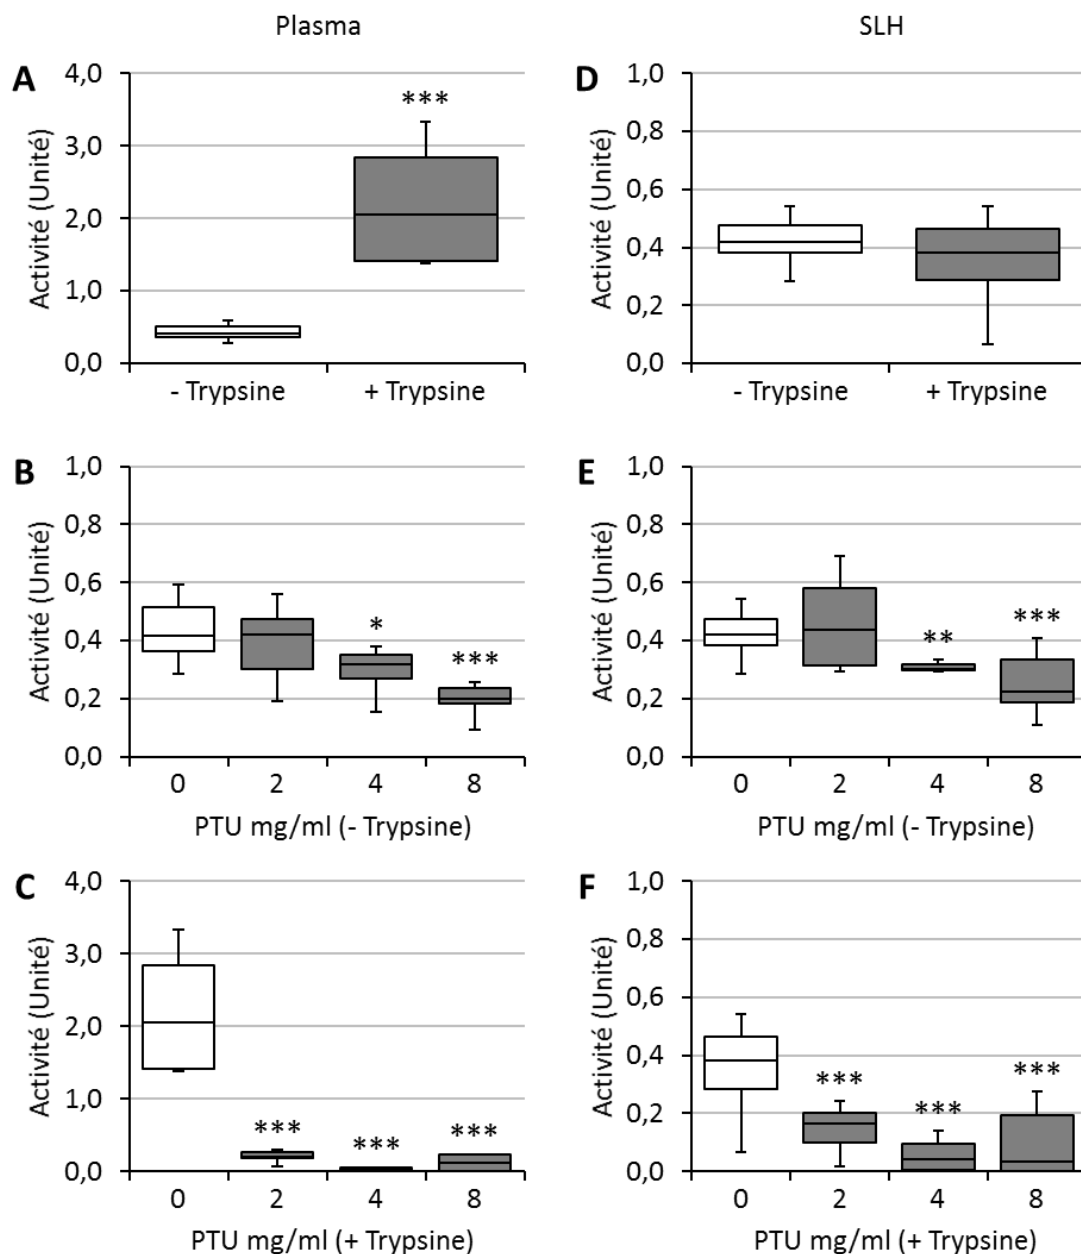 Plasma
SLH
A
Activité (Unité)
4,0
3,0
2,0
1,0
0,0
***
- Trypsine
+ Trypsine
D
Activité (Unité)
1,0
0,8
0,6
0,4
0,2
0,0
- Trypsine
+ Trypsine
B
Activité (Unité)
1,0
0,8
0,6
0,4
0,2
0,0
*
***
0 2 4 8
PTU mg/ml (- Trypsine)
E
Activité (Unité)
1,0
0,8
0,6
0,4
0,2
0,0
**
***
0 2 4 8
PTU mg/ml (- Trypsine)
C
Activité (Unité)
4,0
3,0
2,0
1,0
0,0
*** *** ***
0 2 4 8
PTU mg/ml (+ Trypsine)
F
Activité (Unité)
1,0
0,8
0,6
0,4
0,2
0,0
*** *** ***
0 2 4 8
PTU mg/ml (+ Trypsine)